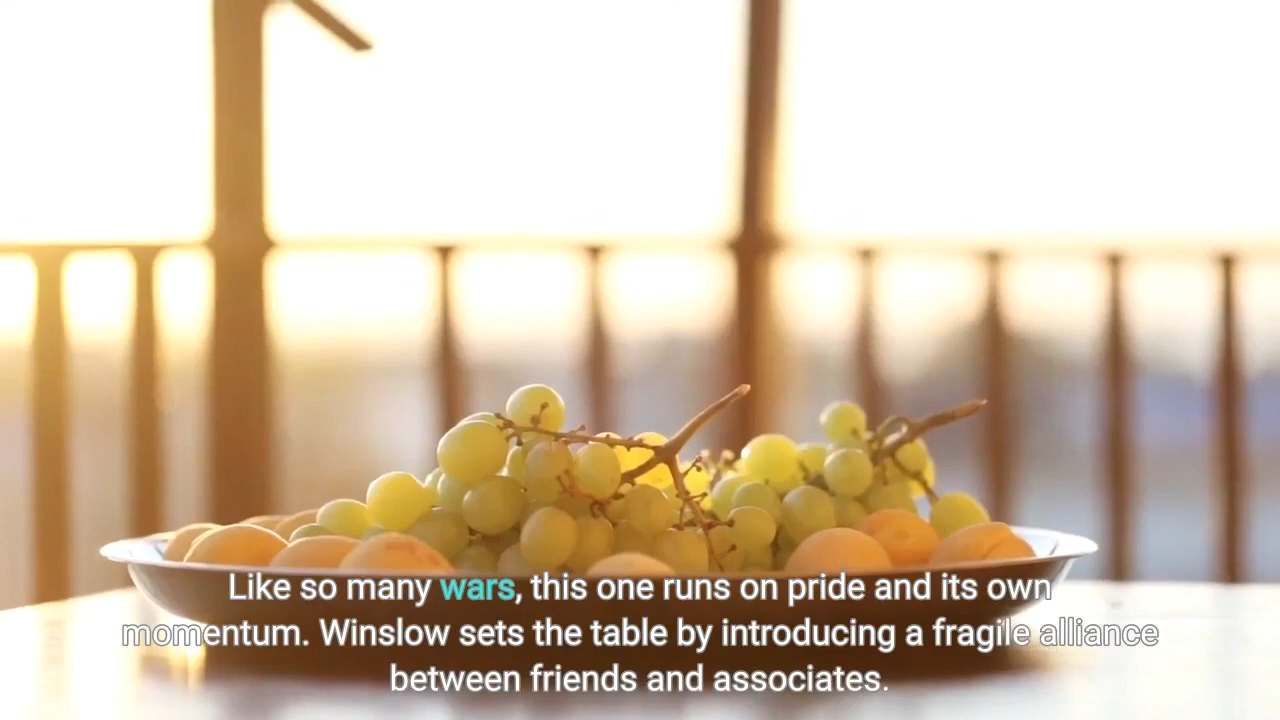 Like so many wars, this one runs on pride and its own
momentum. Winslow sets the table by introducing a fragile alliance
between friends and associates.